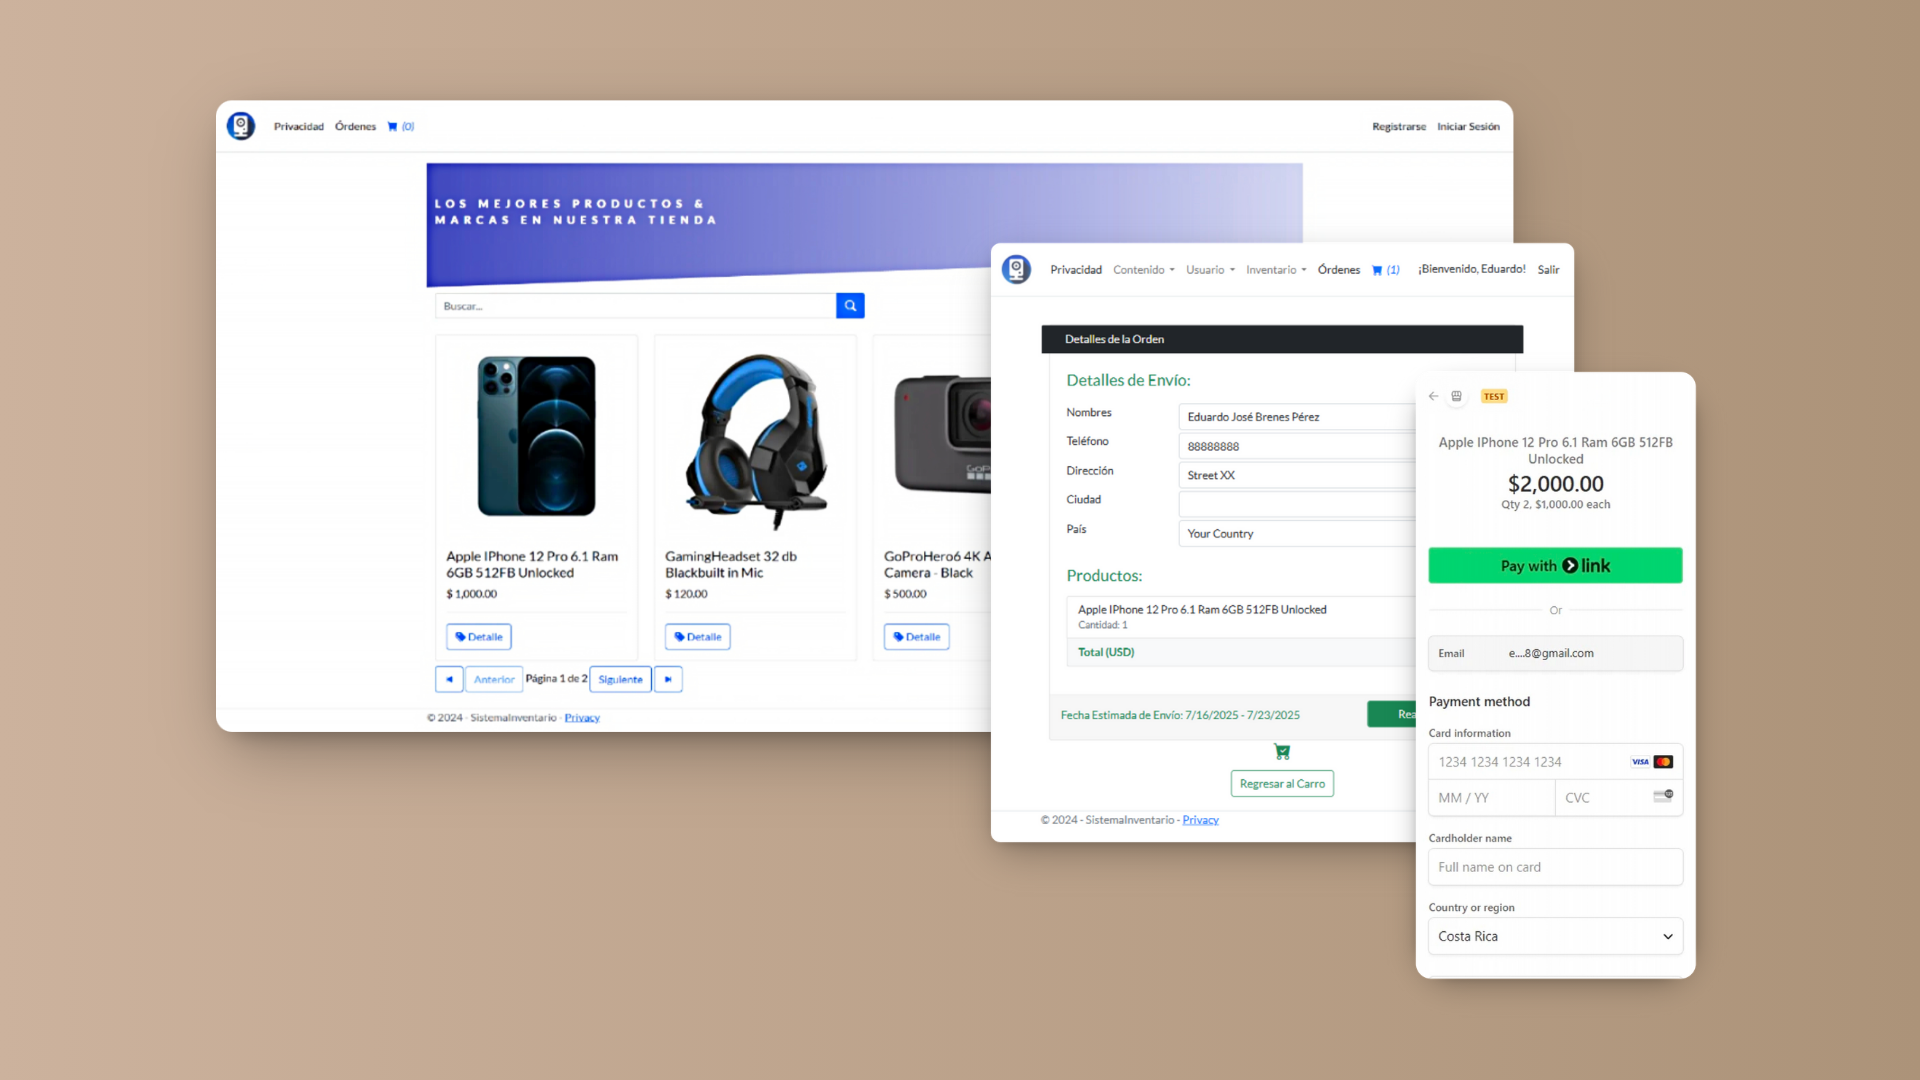 Privacidad Órdenes (0) Registrarse Iniciar Sesión
LOS MEJORES PRODUCTOS &
MARCAS EN NUESTRA TIENDA
Buscar...
Apple IPhone 12 Pro 6.1 Ram
6GB 512FB Unlocked
$ 1,000.00
Detalle
GamingHeadset 32 db
Blackbuilt in Mic
$ 120.00
Detalle
GoPro
GoProHero6 4K A
Camera - Black
$ 500.00
Detalle
Anterior Página 1 de 2 Siguiente
© 2024 - SistemaInventario - Privacy
Privacidad Contenido Usuario Inventario Órdenes (1) ¡Bienvenido, Eduardo! Salir
Detalles de la Orden
Detalles de Envío:
Nombres Eduardo José Brenes Pérez
Teléfono 88888888
Dirección Street XX
Ciudad
País Your Country
Productos:
Apple IPhone 12 Pro 6.1 Ram 6GB 512FB Unlocked
Cantidad: 1
Total (USD)
Fecha Estimada de Envío: 7/16/2025 - 7/23/2025 Rea
Regresar al Carro
© 2024 - SistemaInventario - Privacy
TEST
Apple IPhone 12 Pro 6.1 Ram 6GB 512FB
Unlocked
$2,000.00
Qty 2, $1,000.00 each
Pay with link
Or
Email e....8@gmail.com
Payment method
Card information
1234 1234 1234 1234 VISA
MM / YY CVC
Cardholder name
Full name on card
Country or region
Costa Rica